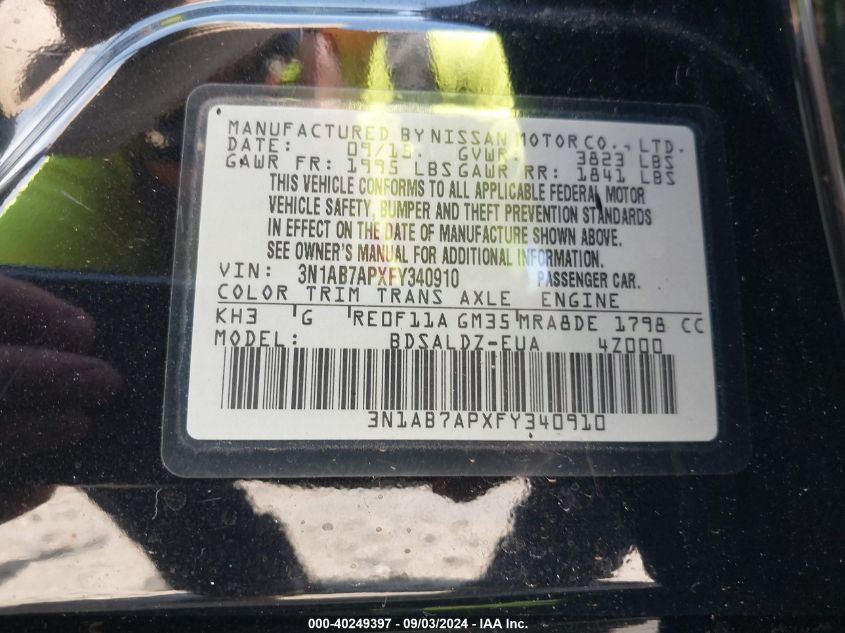 MANUFACTURED BY NISSAN MOTOR CO., LTD.
DATE: 09/15. GVWR: 3823 LBS
GAWR FR: 1995 LBS GAWR RR: 1841 LBS
THIS VEHICLE CONFORMS TO ALL APPLICABLE FEDERAL MOTOR
VEHICLE SAFETY, BUMPER AND THEFT PREVENTION STANDARDS
IN EFFECT ON THE DATE OF MANUFACTURE SHOWN ABOVE.
SEE OWNER'S MANUAL FOR ADDITIONAL INFORMATION.
VIN: 3N1AB7APXFY340910 PASSENGER CAR.
COLOR TRIM TRANS AXLE ENGINE
KH3 G RE0F11A GM35 MRA8DE 1798 CC
MODEL: BDSALDZ-EUA 4Z000
3N1AB7APXFY340910
000-40249397 - 09/03/2024 - IAA Inc.